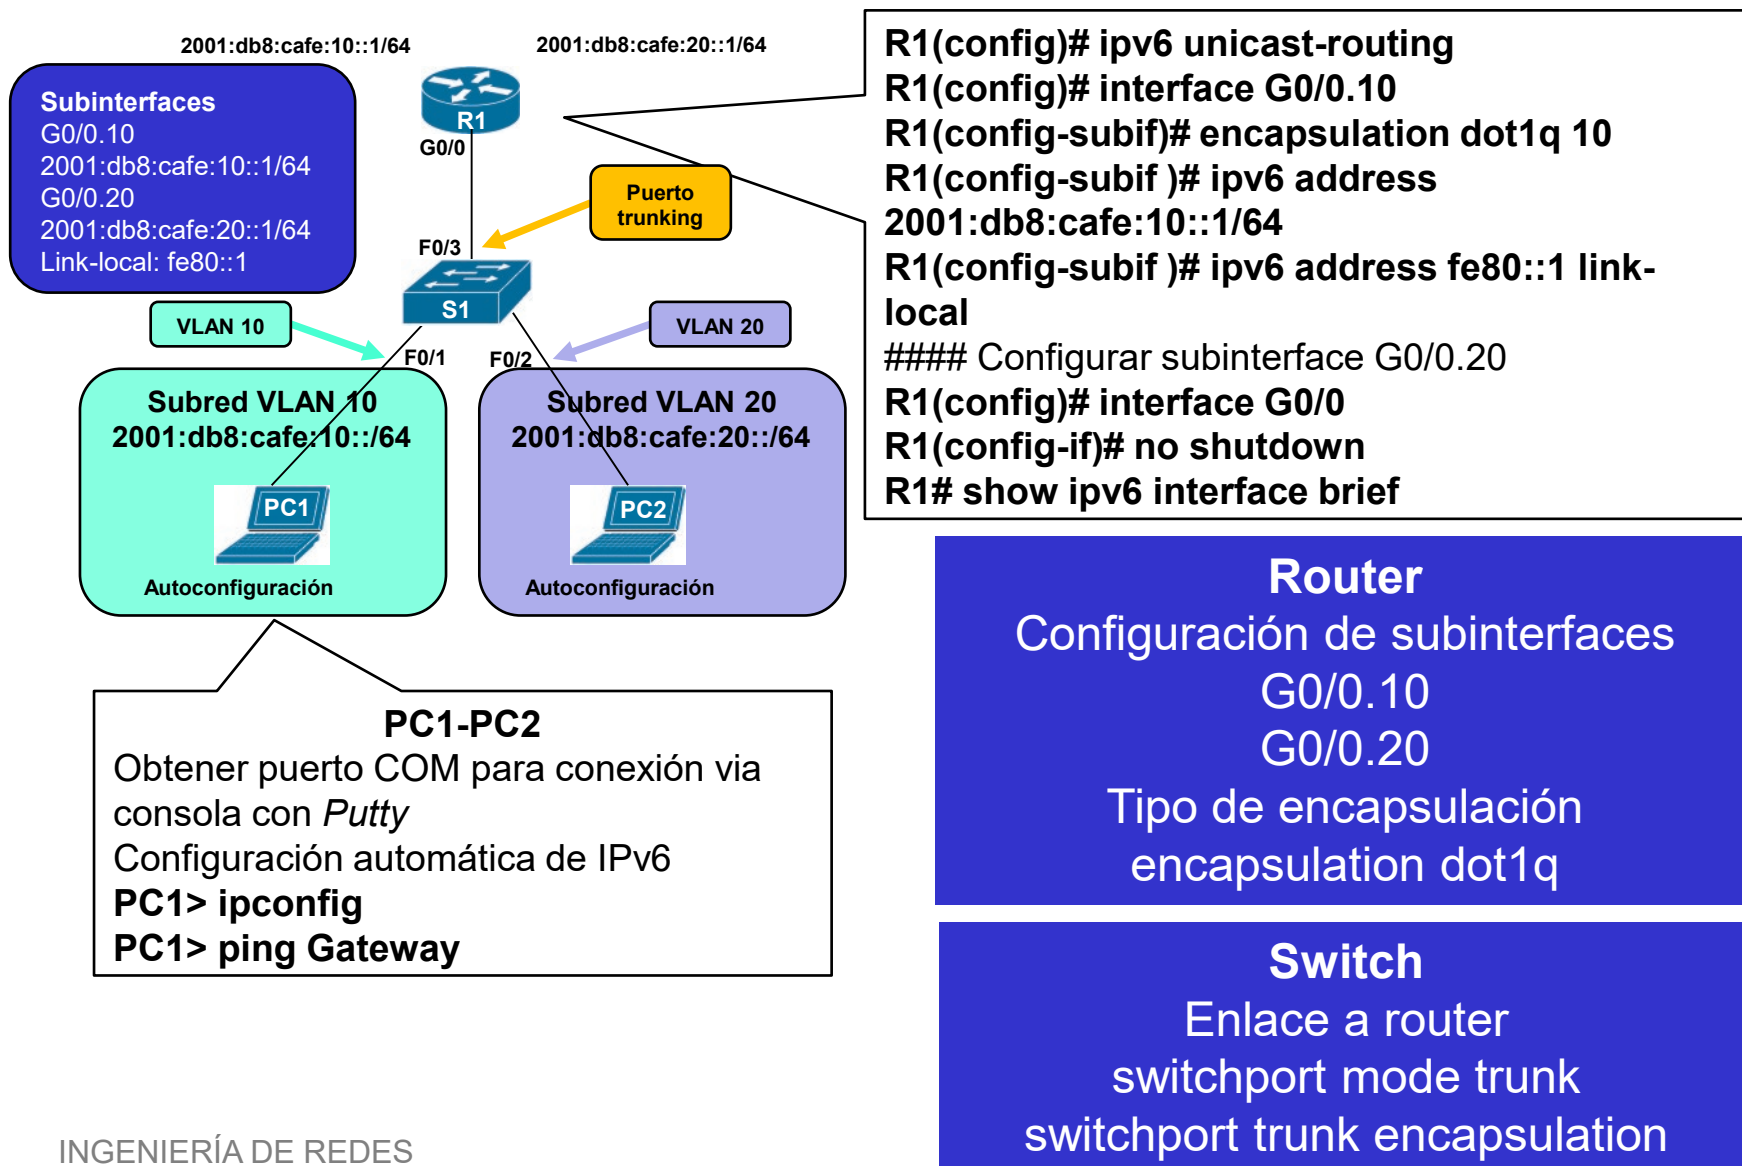 2001:db8:cafe:10::1/64
2001:db8:cafe:20::1/64
Subinterfaces
G0/0.10
2001:db8:cafe:10::1/64
G0/0.20
2001:db8:cafe:20::1/64
Link-local: fe80::1
R1
G0/0
Puerto
trunking
F0/3
S1
VLAN 10
VLAN 20
F0/1
F0/2
Subred VLAN 10
2001:db8:cafe:10::/64
PC1
Autoconfiguración
Subred VLAN 20
2001:db8:cafe:20::/64
PC2
Autoconfiguración
R1(config)# ipv6 unicast-routing
R1(config)# interface G0/0.10
R1(config-subif)# encapsulation dot1q 10
R1(config-subif )# ipv6 address
2001:db8:cafe:10::1/64
R1(config-subif )# ipv6 address fe80::1 link-
local
#### Configurar subinterface G0/0.20
R1(config)# interface G0/0
R1(config-if)# no shutdown
R1# show ipv6 interface brief
PC1-PC2
Obtener puerto COM para conexión via
consola con Putty
Configuración automática de IPv6
PC1> ipconfig
PC1> ping Gateway
Router
Configuración de subinterfaces
G0/0.10
G0/0.20
Tipo de encapsulación
encapsulation dot1q
Switch
Enlace a router
switchport mode trunk
switchport trunk encapsulation
INGENIERÍA DE REDES